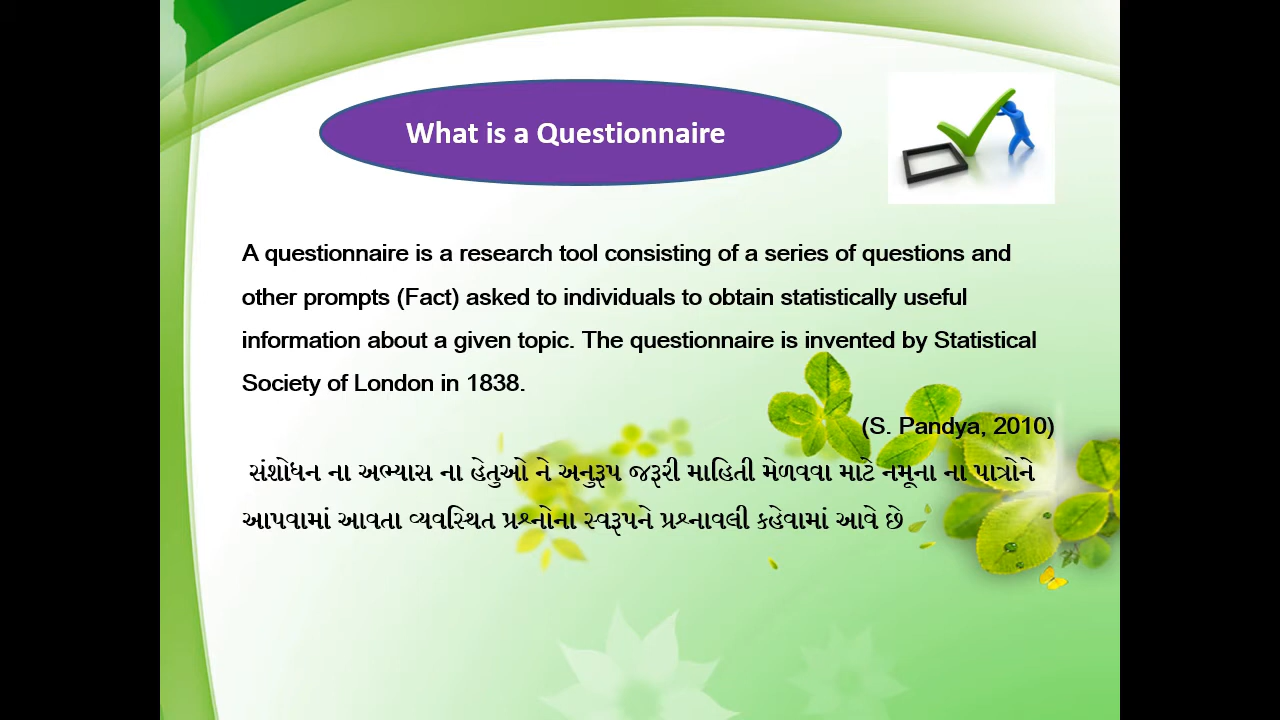 What is a Questionnaire
A questionnaire is a research tool consisting of a series of questions and
other prompts (Fact) asked to individuals to obtain statistically useful
information about a given topic. The questionnaire is invented by Statistical
Society of London in 1838.
(S. Pandya, 2010)
સંશોધન ના અભ્યાસ ના હેતુઓ ને અનુરૂપ જરૂરી માહિતી મેળવવા માટે નમૂના ના પાત્રોને
આપવામાં આવતા વ્યવસ્થિત પ્રશ્નોના સ્વરૂપને પ્રશ્નાવલી કહેવામાં આવે છે